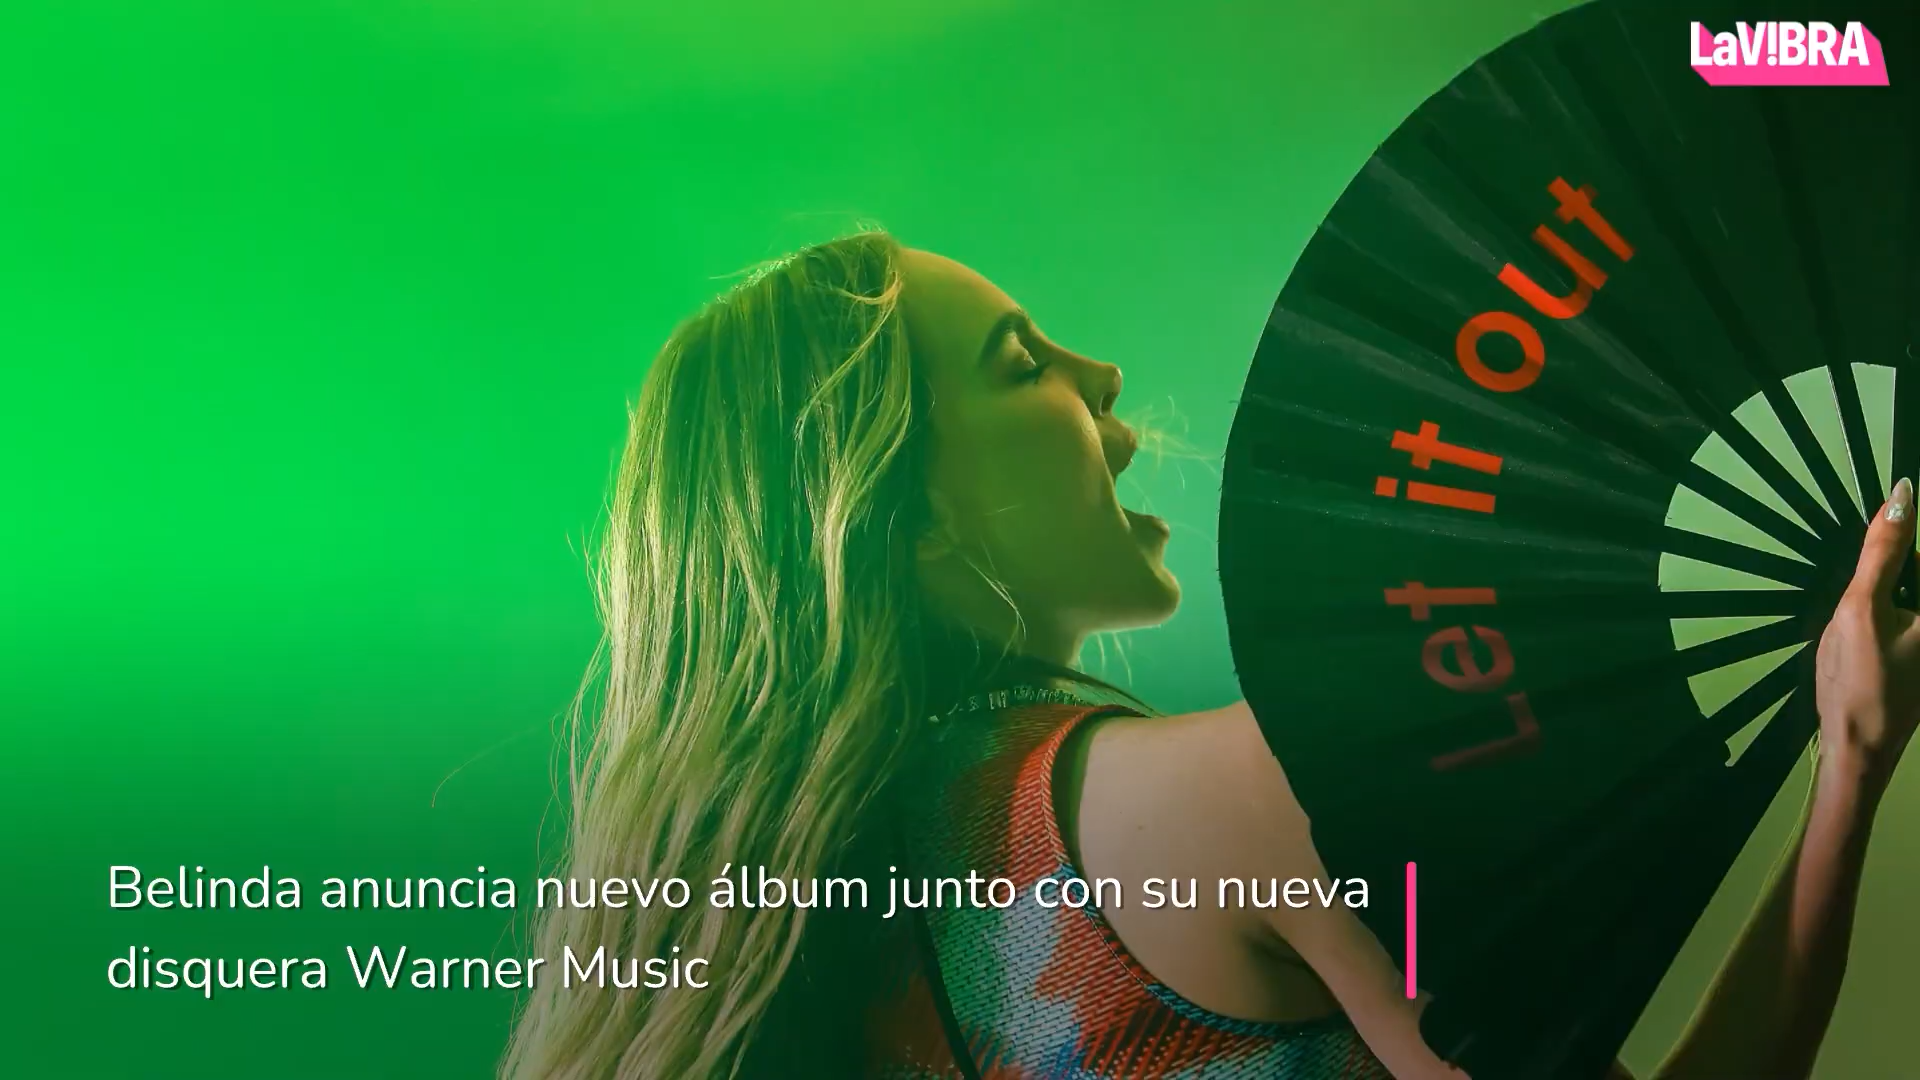 LaV!BRA
Let it out
Belinda anuncia nuevo álbum junto con su nueva
disquera Warner Music